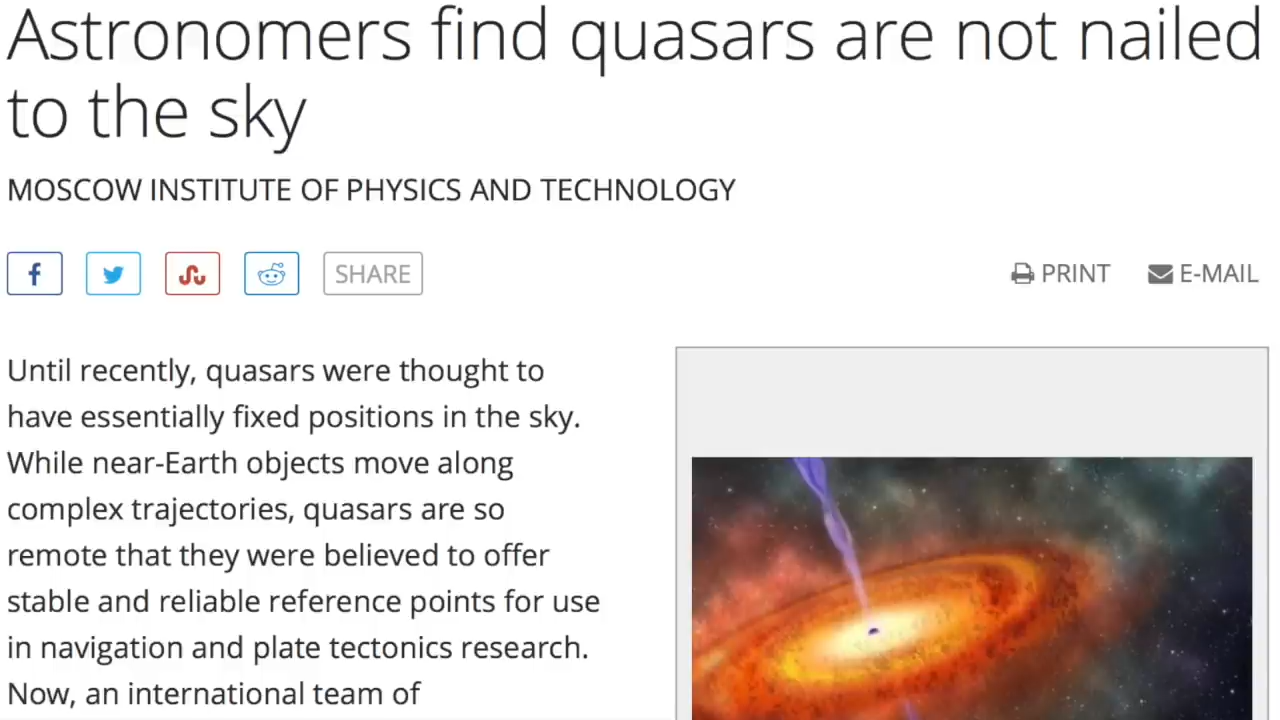 Astronomers find quasars are not nailed
to the sky
MOSCOW INSTITUTE OF PHYSICS AND TECHNOLOGY
SHARE
PRINT
E-MAIL
Until recently, quasars were thought to
have essentially fixed positions in the sky.
While near-Earth objects move along
complex trajectories, quasars are so
remote that they were believed to offer
stable and reliable reference points for use
in navigation and plate tectonics research.
Now, an international team of